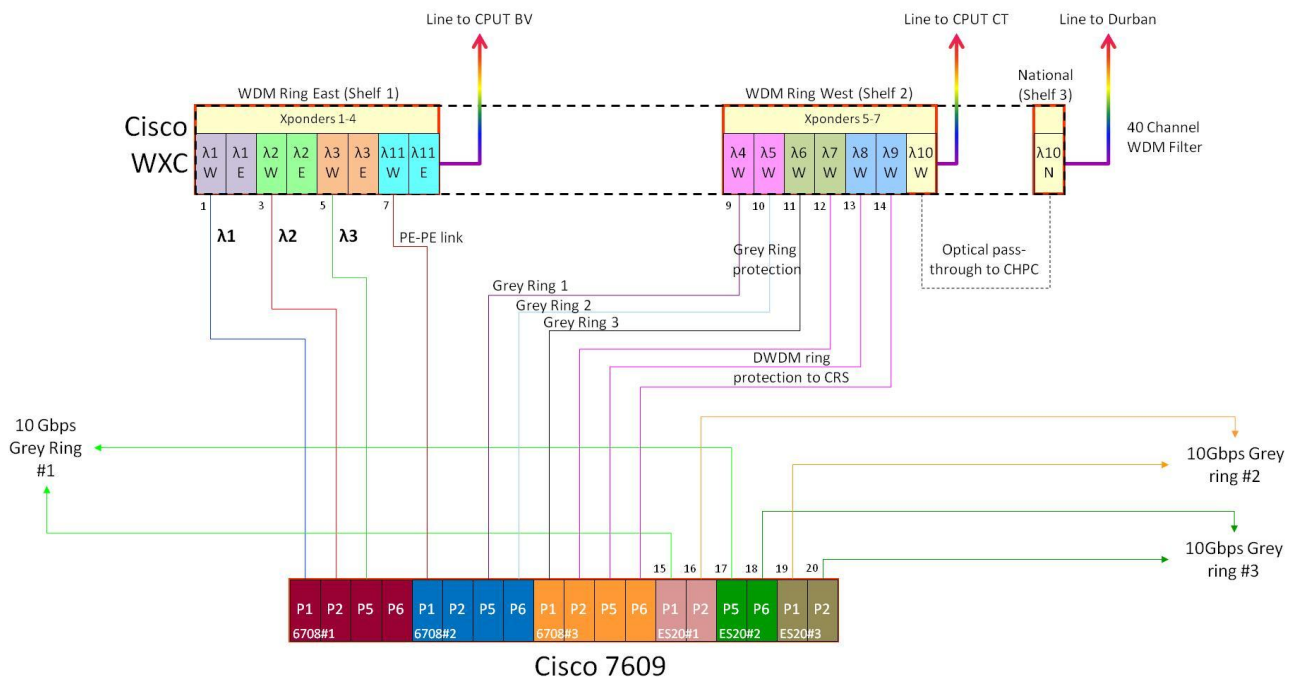 Line to CPUT BV
Line to CPUT CT
Line to Durban
WDM Ring East (Shelf 1)
WDM Ring West (Shelf 2)
National
(Shelf 3)
Cisco
WXC
Xponders 1-4
Xponders 5-7
40 Channel
WDM Filter
λ1 λ1 λ2 λ2 λ3 λ3 λ11 λ11
W E W E W E W E
λ4 λ5 λ6 λ7 λ8 λ9 λ10
W W W W W W W
λ10
N
1 3 5 7
9 10 11 12 13 14
λ1 λ2 λ3
PE-PE link
Grey Ring
protection
Optical pass-
through to CHPC
Grey Ring 1
Grey Ring 2
Grey Ring 3
DWDM ring
protection to CRS
10 Gbps
Grey Ring
#1
10Gbps Grey
ring #2
10Gbps Grey
ring #3
15 16 17 18 19 20
P1 P2 P5 P6 P1 P2 P5 P6 P1 P2 P5 P6 P1 P2 P5 P6 P1 P2
6708#1 6708#2 6708#3 ES20#1 ES20#2 ES20#3
Cisco 7609